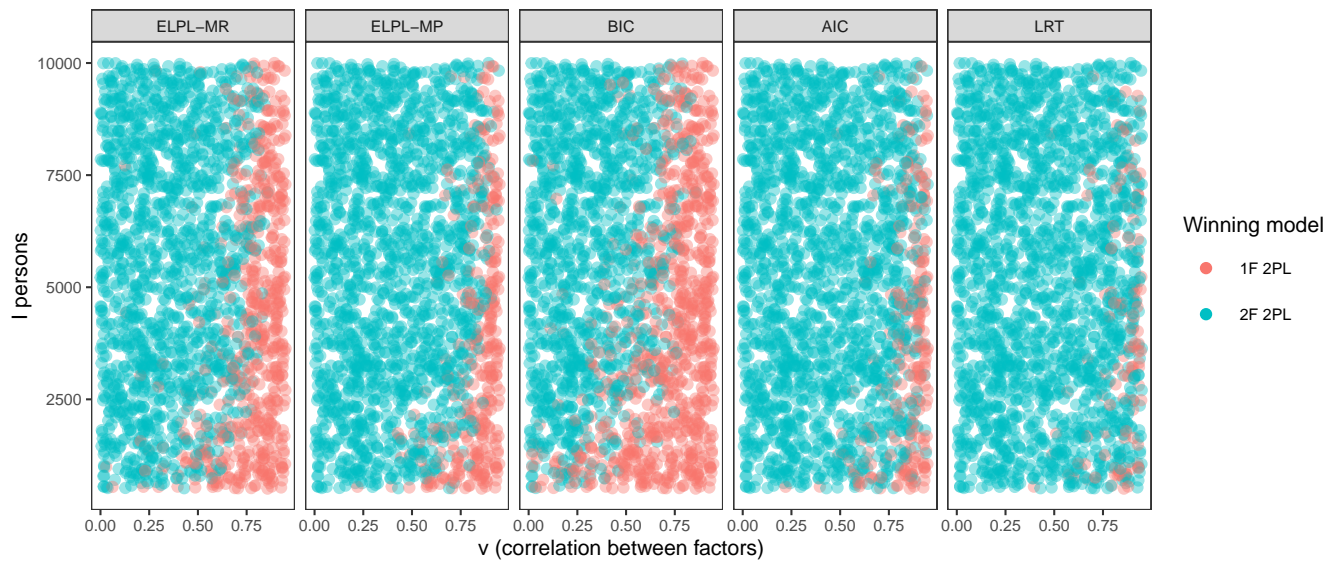 ELPL−MR ELPL−MP BIC AIC LRT
10000
7500
5000
2500
I persons
0.00 0.25 0.50 0.75 0.00 0.25 0.50 0.75 0.00 0.25 0.50 0.75 0.00 0.25 0.50 0.75 0.00 0.25 0.50 0.75
v (correlation between factors)
Winning model
1F 2PL
2F 2PL